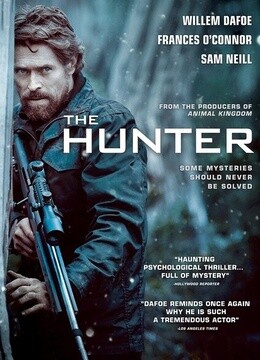 WILLEM DAFOE
FRANCES O'CONNOR
SAM NEILL
FROM THE PRODUCERS OF
ANIMAL KINGDOM
THE
HUNTER
SOME MYSTERIES
SHOULD NEVER
BE SOLVED
"HAUNTING
PSYCHOLOGICAL THRILLER...
FULL OF MYSTERY"
-HOLLYWOOD REPORTER
"DAFOE REMINDS ONCE AGAIN
WHY HE IS SUCH
A TREMENDOUS ACTOR"
-LOS ANGELES TIMES